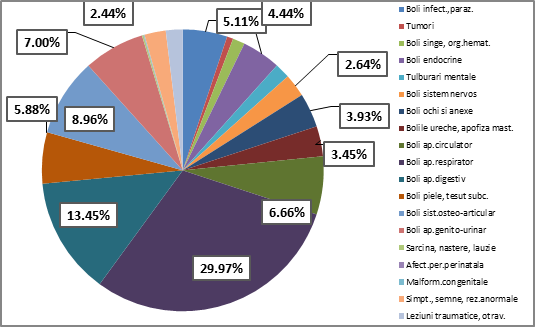 2.44%
5.11%
4.44%
7.00%
2.64%
5.88%
8.96%
3.93%
3.45%
13.45%
6.66%
29.97%
Boli infect.,paraz.
Tumori
Boli singe, org.hemat.
Boli endocrine
Tulburari mentale
Boli sistem nervos
Boli ochi si anexe
Bolile ureche, apofiza mast.
Boli ap.circulator
Boli ap.respirator
Boli ap.digestiv
Boli piele, tesut subc.
Boli sist.osteo-articular
Boli ap.genito-urinar
Sarcina, nastere, lauzie
Afect.per.perinatala
Malform.congenitale
Simpt., semne, rez.anormale
Leziuni traumatice, otrav.